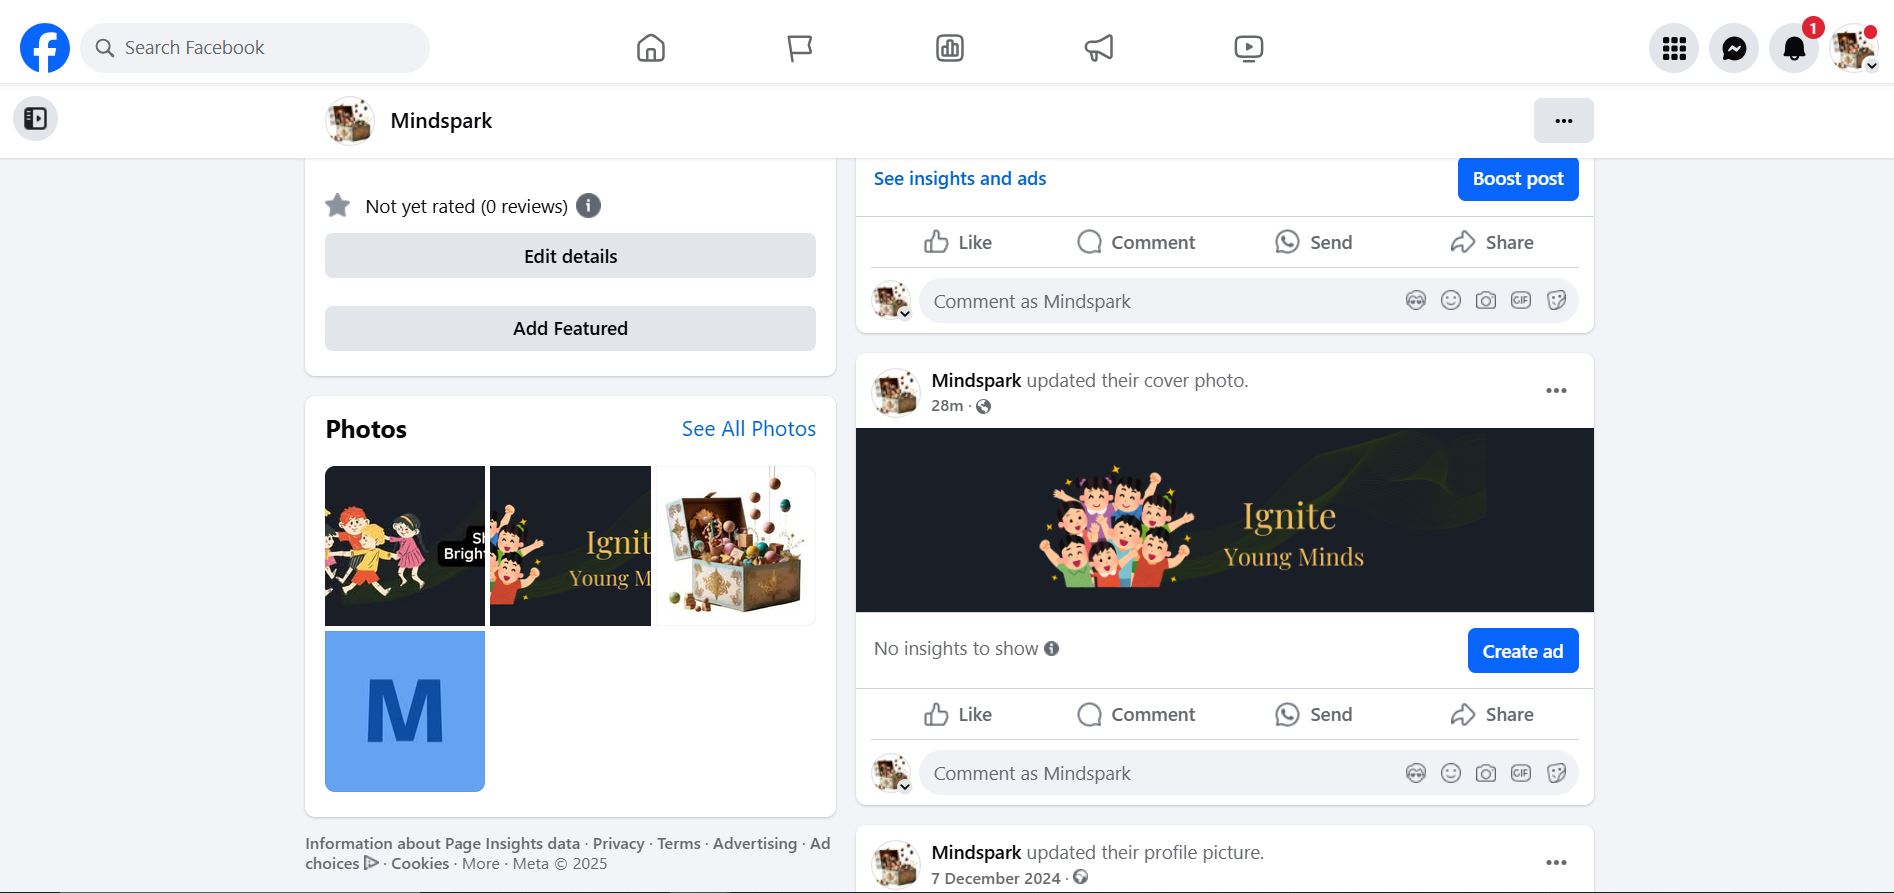 Search Facebook
1
Mindspark
Not yet rated (0 reviews)
Edit details
Add Featured
Photos
See All Photos
Sh
Bright
Ignit
Young M
M
Information about Page Insights data · Privacy · Terms · Advertising · Ad
choices · Cookies · More · Meta © 2025
See insights and ads
Boost post
Like
Comment
Send
Share
Comment as Mindspark
GIF
Mindspark updated their cover photo.
28m ·
Ignite
Young Minds
No insights to show
Create ad
Like
Comment
Send
Share
Comment as Mindspark
GIF
Mindspark updated their profile picture.
7 December 2024 ·